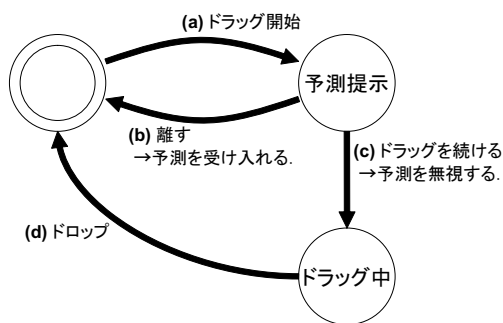 (a) ドラッグ開始
予測提示
(b) 離す
→予測を受け入れる.
(c) ドラッグを続ける
→予測を無視する.
(d) ドロップ
ドラッグ中